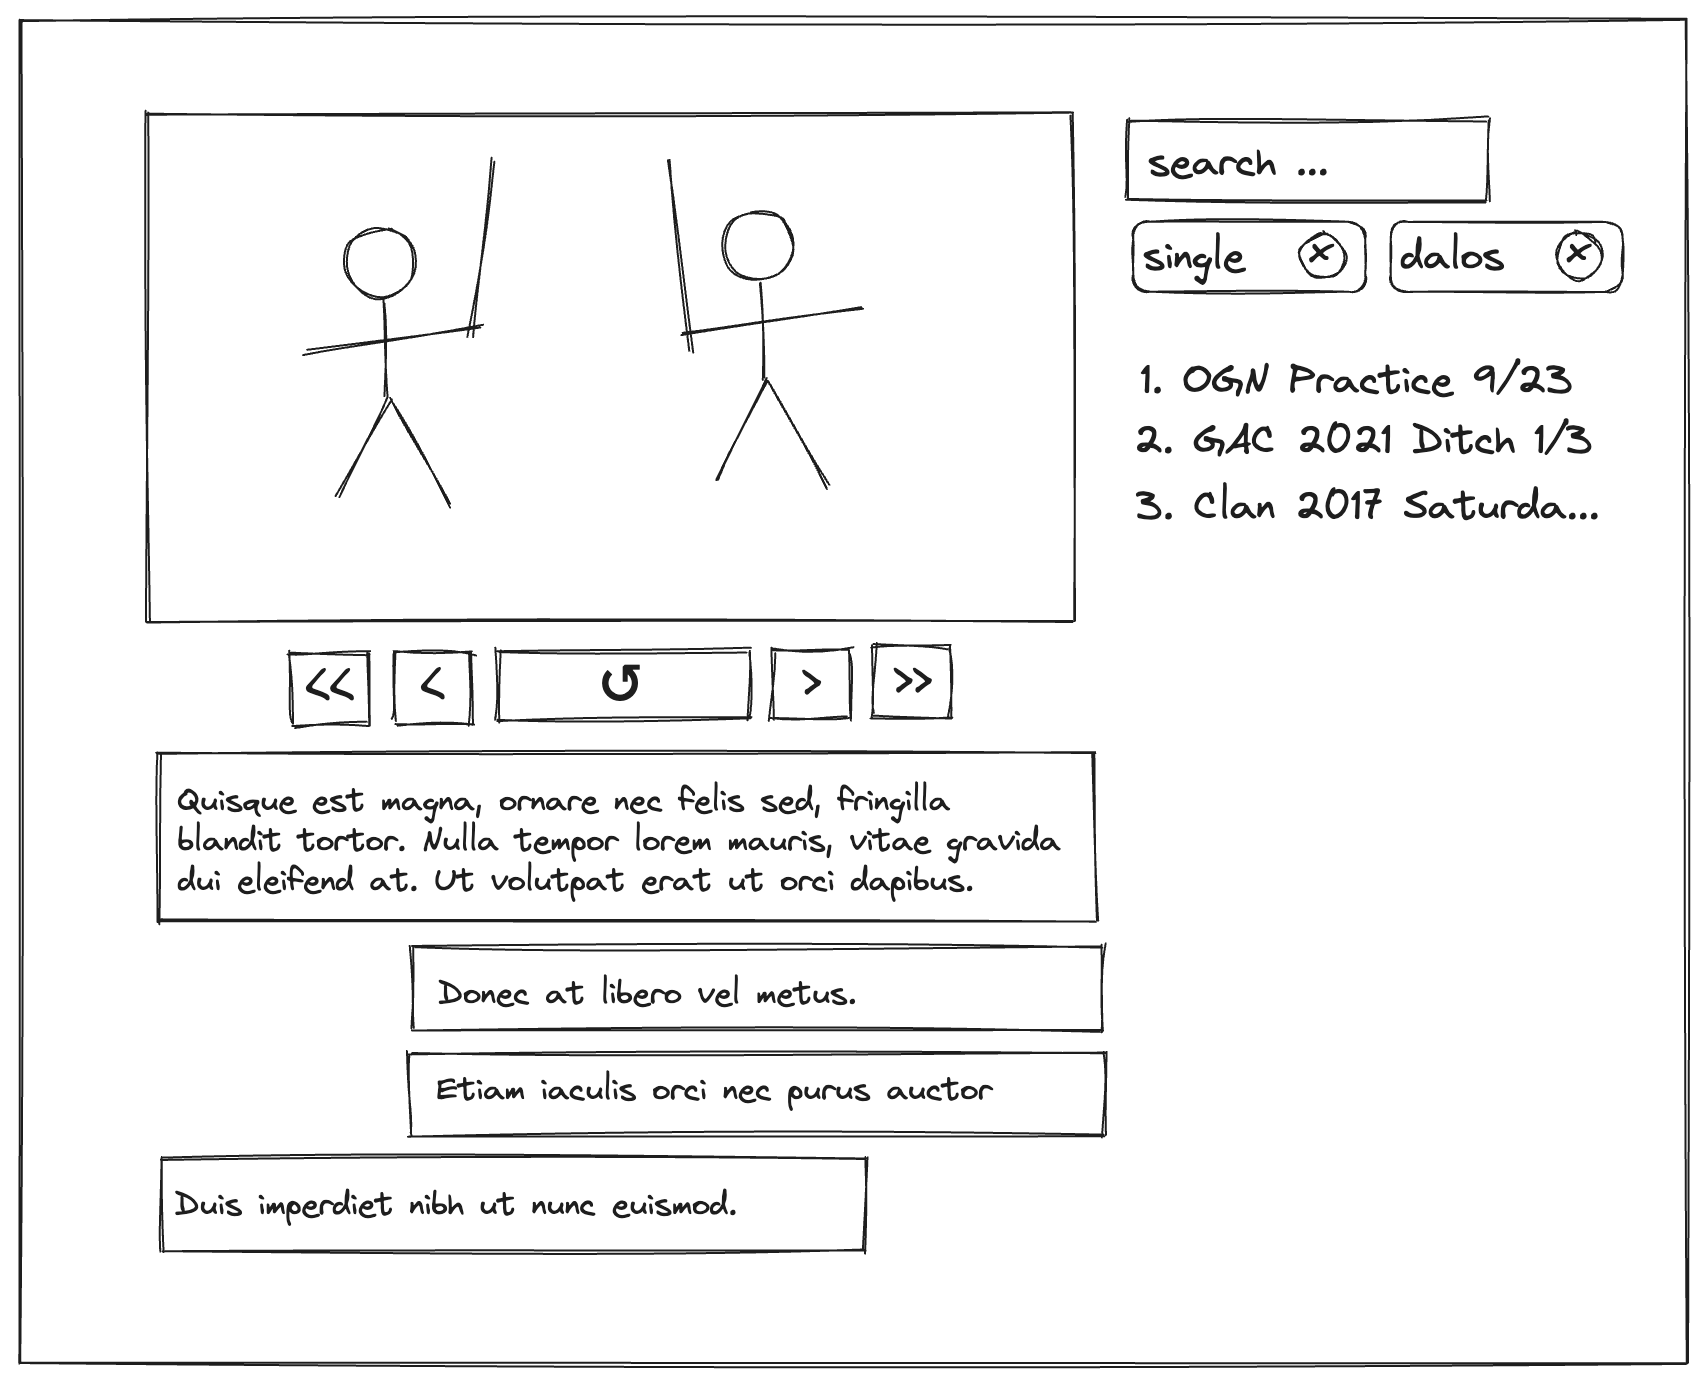 search ...
single ✕ dalos ✕
1. OGN Practice 9/23
2. GAC 2021 Ditch 1/3
3. Clan 2017 Saturda...
<< < ↺ > >>
Quisque est magna, ornare nec felis sed, fringilla
blandit tortor. Nulla tempor lorem mauris, vitae gravida
dui eleifend at. Ut volutpat erat ut orci dapibus.
Donec at libero vel metus.
Etiam iaculis orci nec purus auctor
Duis imperdiet nibh ut nunc euismod.